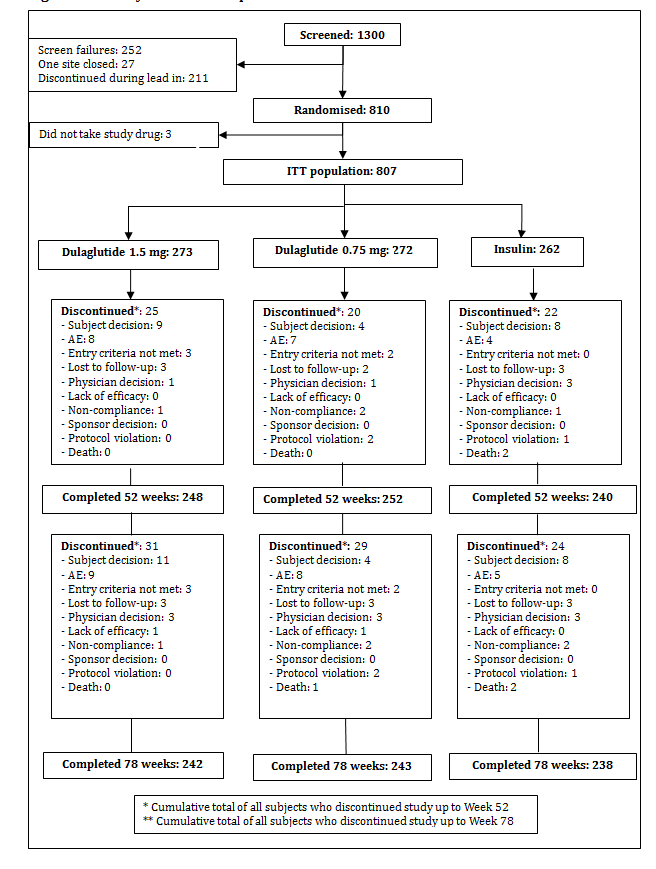 Screened: 1300
Screen failures: 252
One site closed: 27
Discontinued during lead in: 211
Randomised: 810
Did not take study drug: 3
ITT population: 807
Dulaglutide 1.5 mg: 273
Dulaglutide 0.75 mg: 272
Insulin: 262
Discontinued*: 25
- Subject decision: 9
- AE: 8
- Entry criteria not met: 3
- Lost to follow-up: 3
- Physician decision: 1
- Lack of efficacy: 0
- Non-compliance: 1
- Sponsor decision: 0
- Protocol violation: 0
- Death: 0
Discontinued*: 20
- Subject decision: 4
- AE: 7
- Entry criteria not met: 2
- Lost to follow-up: 2
- Physician decision: 1
- Lack of efficacy: 0
- Non-compliance: 2
- Sponsor decision: 0
- Protocol violation: 2
- Death: 0
Discontinued*: 22
- Subject decision: 8
- AE: 4
- Entry criteria not met: 0
- Lost to follow-up: 3
- Physician decision: 3
- Lack of efficacy: 0
- Non-compliance: 1
- Sponsor decision: 0
- Protocol violation: 1
- Death: 2
Completed 52 weeks: 248
Completed 52 weeks: 252
Completed 52 weeks: 240
Discontinued*: 31
- Subject decision: 11
- AE: 9
- Entry criteria not met: 3
- Lost to follow-up: 3
- Physician decision: 3
- Lack of efficacy: 1
- Non-compliance: 1
- Sponsor decision: 0
- Protocol violation: 0
- Death: 0
Discontinued*: 29
- Subject decision: 4
- AE: 8
- Entry criteria not met: 2
- Lost to follow-up: 3
- Physician decision: 3
- Lack of efficacy: 1
- Non-compliance: 2
- Sponsor decision: 0
- Protocol violation: 2
- Death: 1
Discontinued*: 24
- Subject decision: 8
- AE: 5
- Entry criteria not met: 0
- Lost to follow-up: 3
- Physician decision: 3
- Lack of efficacy: 0
- Non-compliance: 2
- Sponsor decision: 0
- Protocol violation: 1
- Death: 2
Completed 78 weeks: 242
Completed 78 weeks: 243
Completed 78 weeks: 238
* Cumulative total of all subjects who discontinued study up to Week 52
** Cumulative total of all subjects who discontinued study up to Week 78